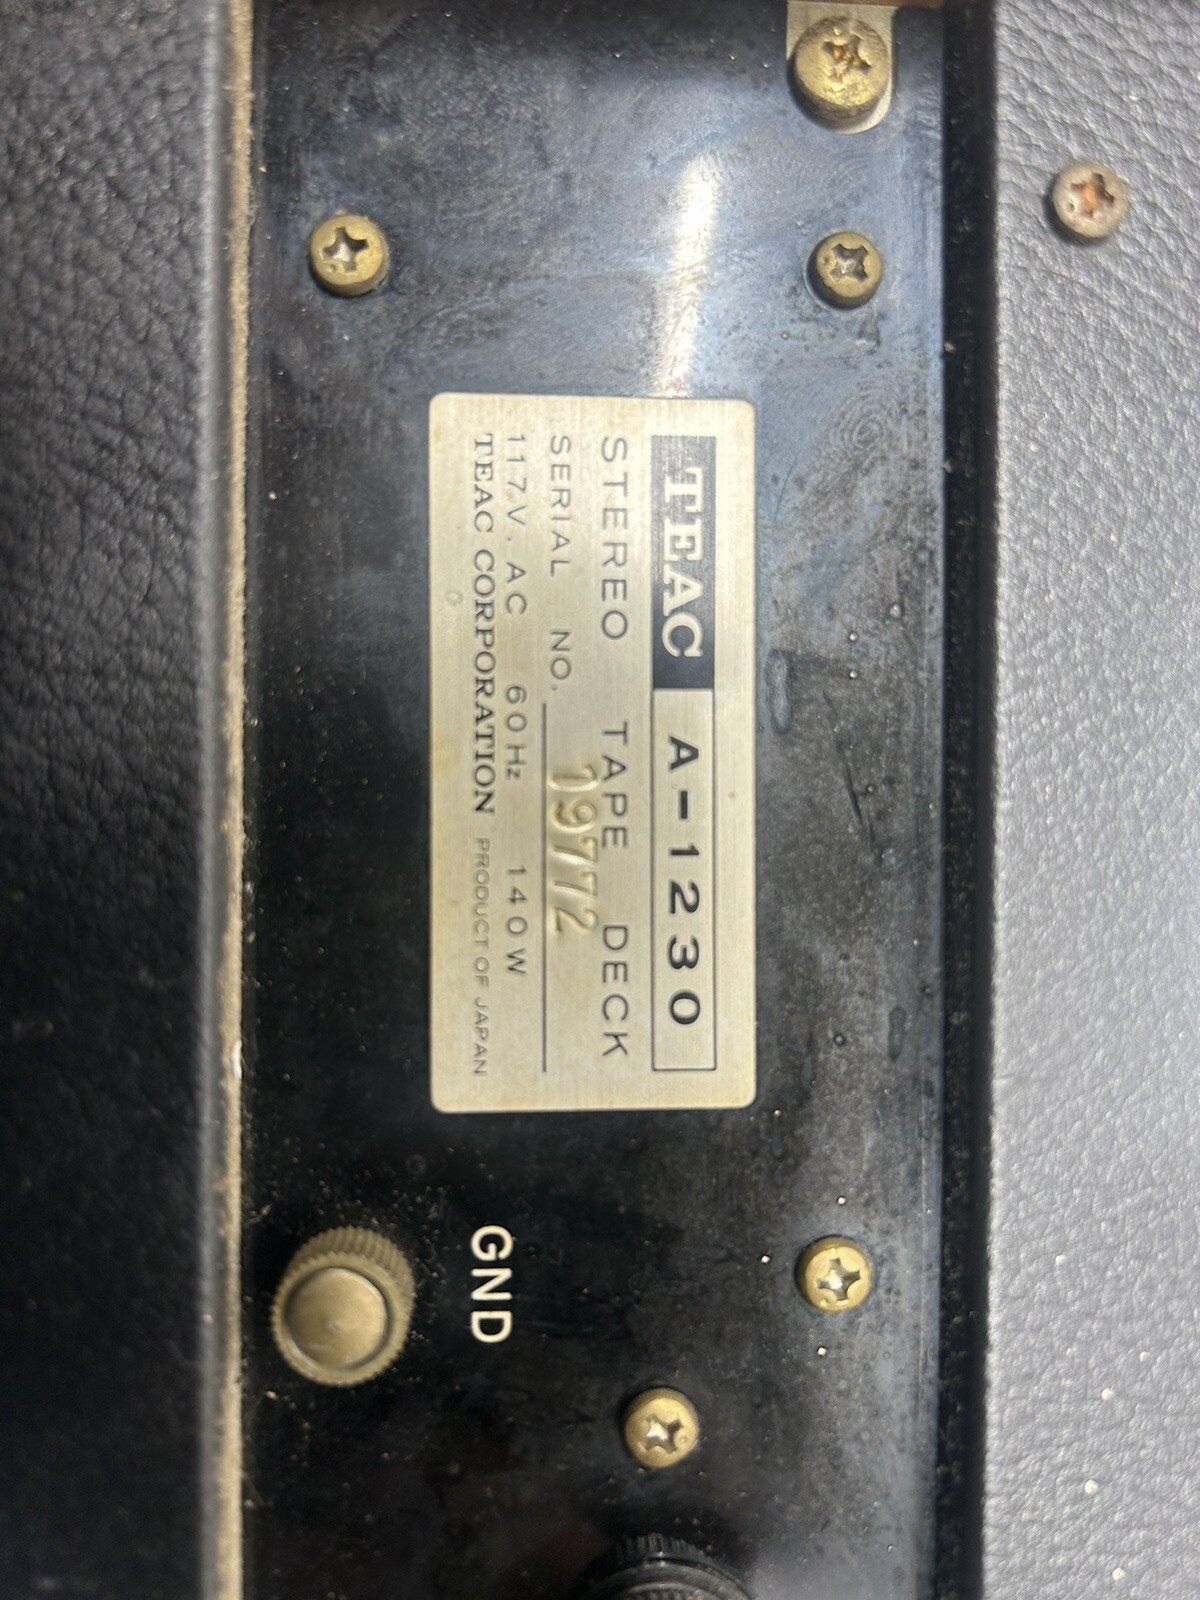 TEAC A-1230
STEREO TAPE DECK
SERIAL NO. 19772
117V. AC 60Hz 140W
TEAC CORPORATION PRODUCT OF JAPAN
GND